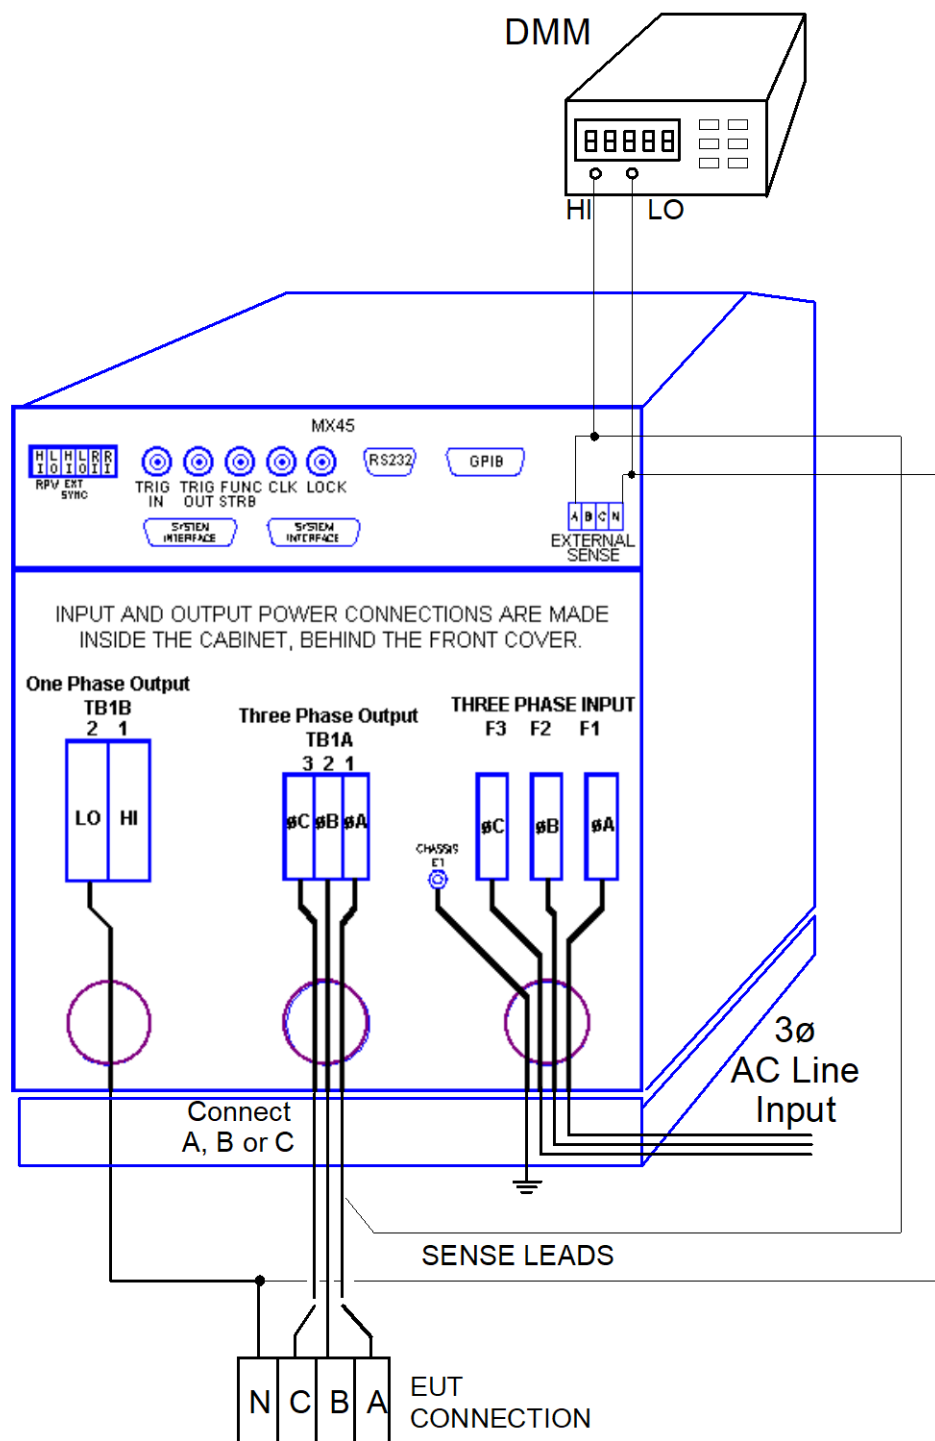 DMM
HI LO
MX45
H L H L R R
I O I O I I
RPV EXT
SYNC
TRIG
IN
TRIG
OUT
FUNC
STRB
CLK
LOCK
RS232
GPIB
SYSTEM
INTERFACE
SYSTEM
INTERFACE
A B C N
EXTERNAL
SENSE
INPUT AND OUTPUT POWER CONNECTIONS ARE MADE
INSIDE THE CABINET, BEHIND THE FRONT COVER.
One Phase Output
TB1B
2 1
LO HI
Three Phase Output
TB1A
3 2 1
øC øB øA
THREE PHASE INPUT
F3 F2 F1
øC øB øA
CHASSIS
E1
3ø
AC Line
Input
Connect
A, B or C
SENSE LEADS
N C B A
EUT
CONNECTION